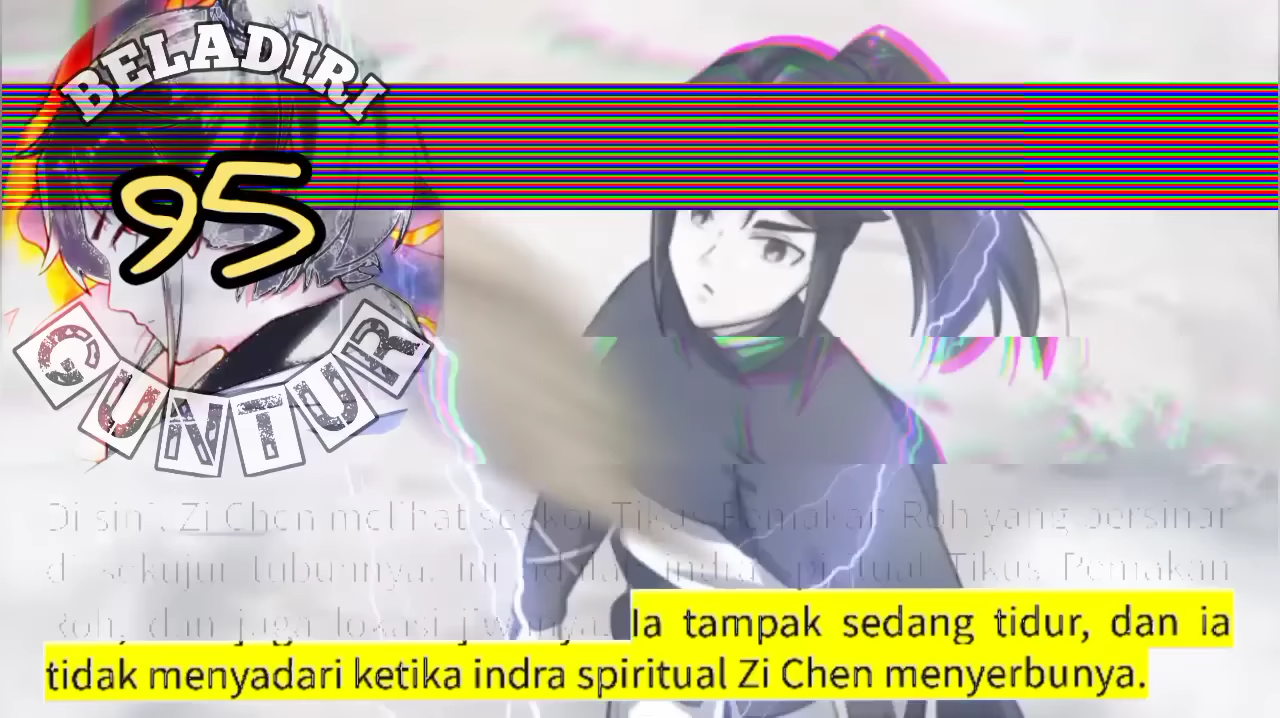 BELADIRI
95
GUNTUR
Di sini, Zi Chen melihat seekor Tikus Pemakan Roh yang bersinar
di sekujur tubuhnya. Ini adalah indra spiritual Tikus Pemakan
Roh, dan juga lokasi jiwanya. Ia tampak sedang tidur, dan ia
tidak menyadari ketika indra spiritual Zi Chen menyerbunya.